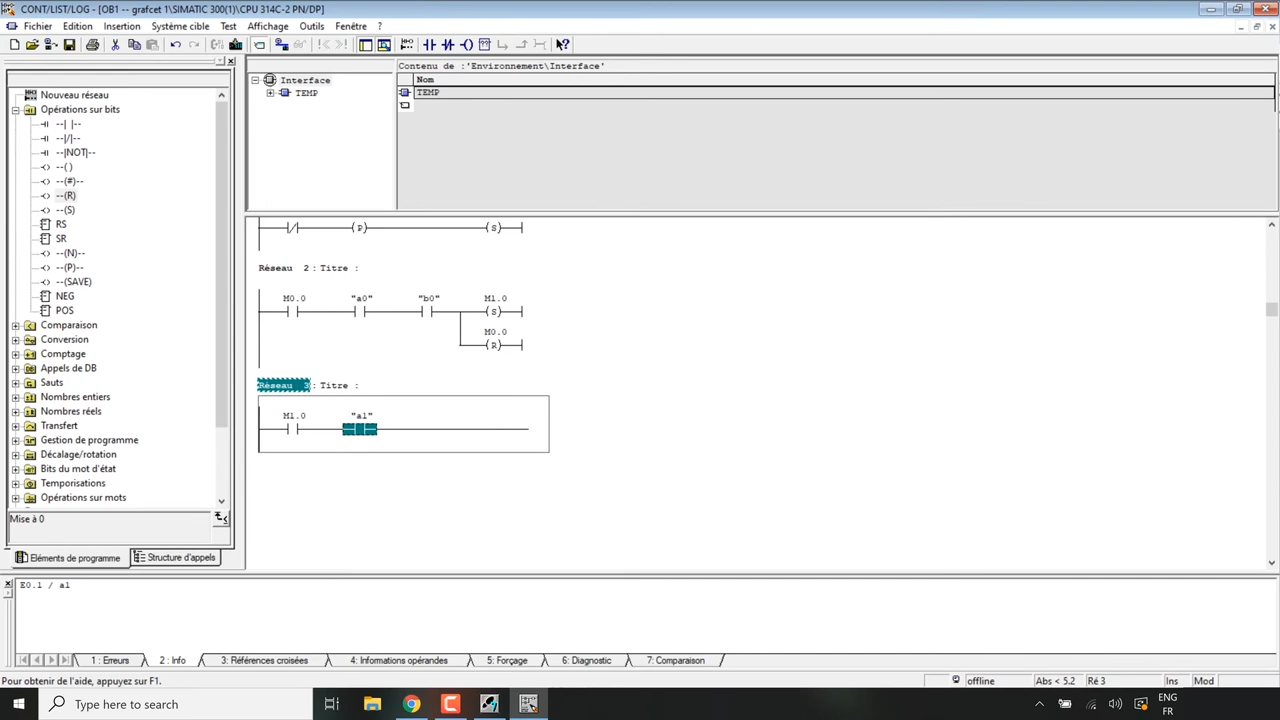 CONT/LIST/LOG - [OB1 -- grafcet 1\SIMATIC 300(1)\CPU 314C-2 PN/DP]
Fichier Edition Insertion Système cible Test Affichage Outils Fenêtre ?
Contenu de :'Environnement\Interface'
Interface
TEMP
Nom
TEMP
Nouveau réseau
Opérations sur bits
--| |--
--|/|--
--|NOT|--
--( )
--(#)--
--(R)
--(S)
RS
SR
--(N)--
--(P)--
--(SAVE)
NEG
POS
Comparaison
Conversion
Comptage
Appels de DB
Sauts
Nombres entiers
Nombres réels
Transfert
Gestion de programme
Décalage/rotation
Bits du mot d'état
Temporisations
Opérations sur mots
Mise à 0
Eléments de programme Structure d'appels
P S
Réseau 2 : Titre :
M0.0 "a0" "b0" M1.0
S
M0.0
R
Réseau 3 : Titre :
M1.0 "a1"
E0.1 / a1
1 : Erreurs 2 : Info 3: Références croisées 4: Informations opérandes 5: Forçage 6: Diagnostic 7: Comparaison
Pour obtenir de l'aide, appuyez sur F1.
offline Abs < 5.2 Ré 3 Ins Mod
Type here to search
ENG
FR